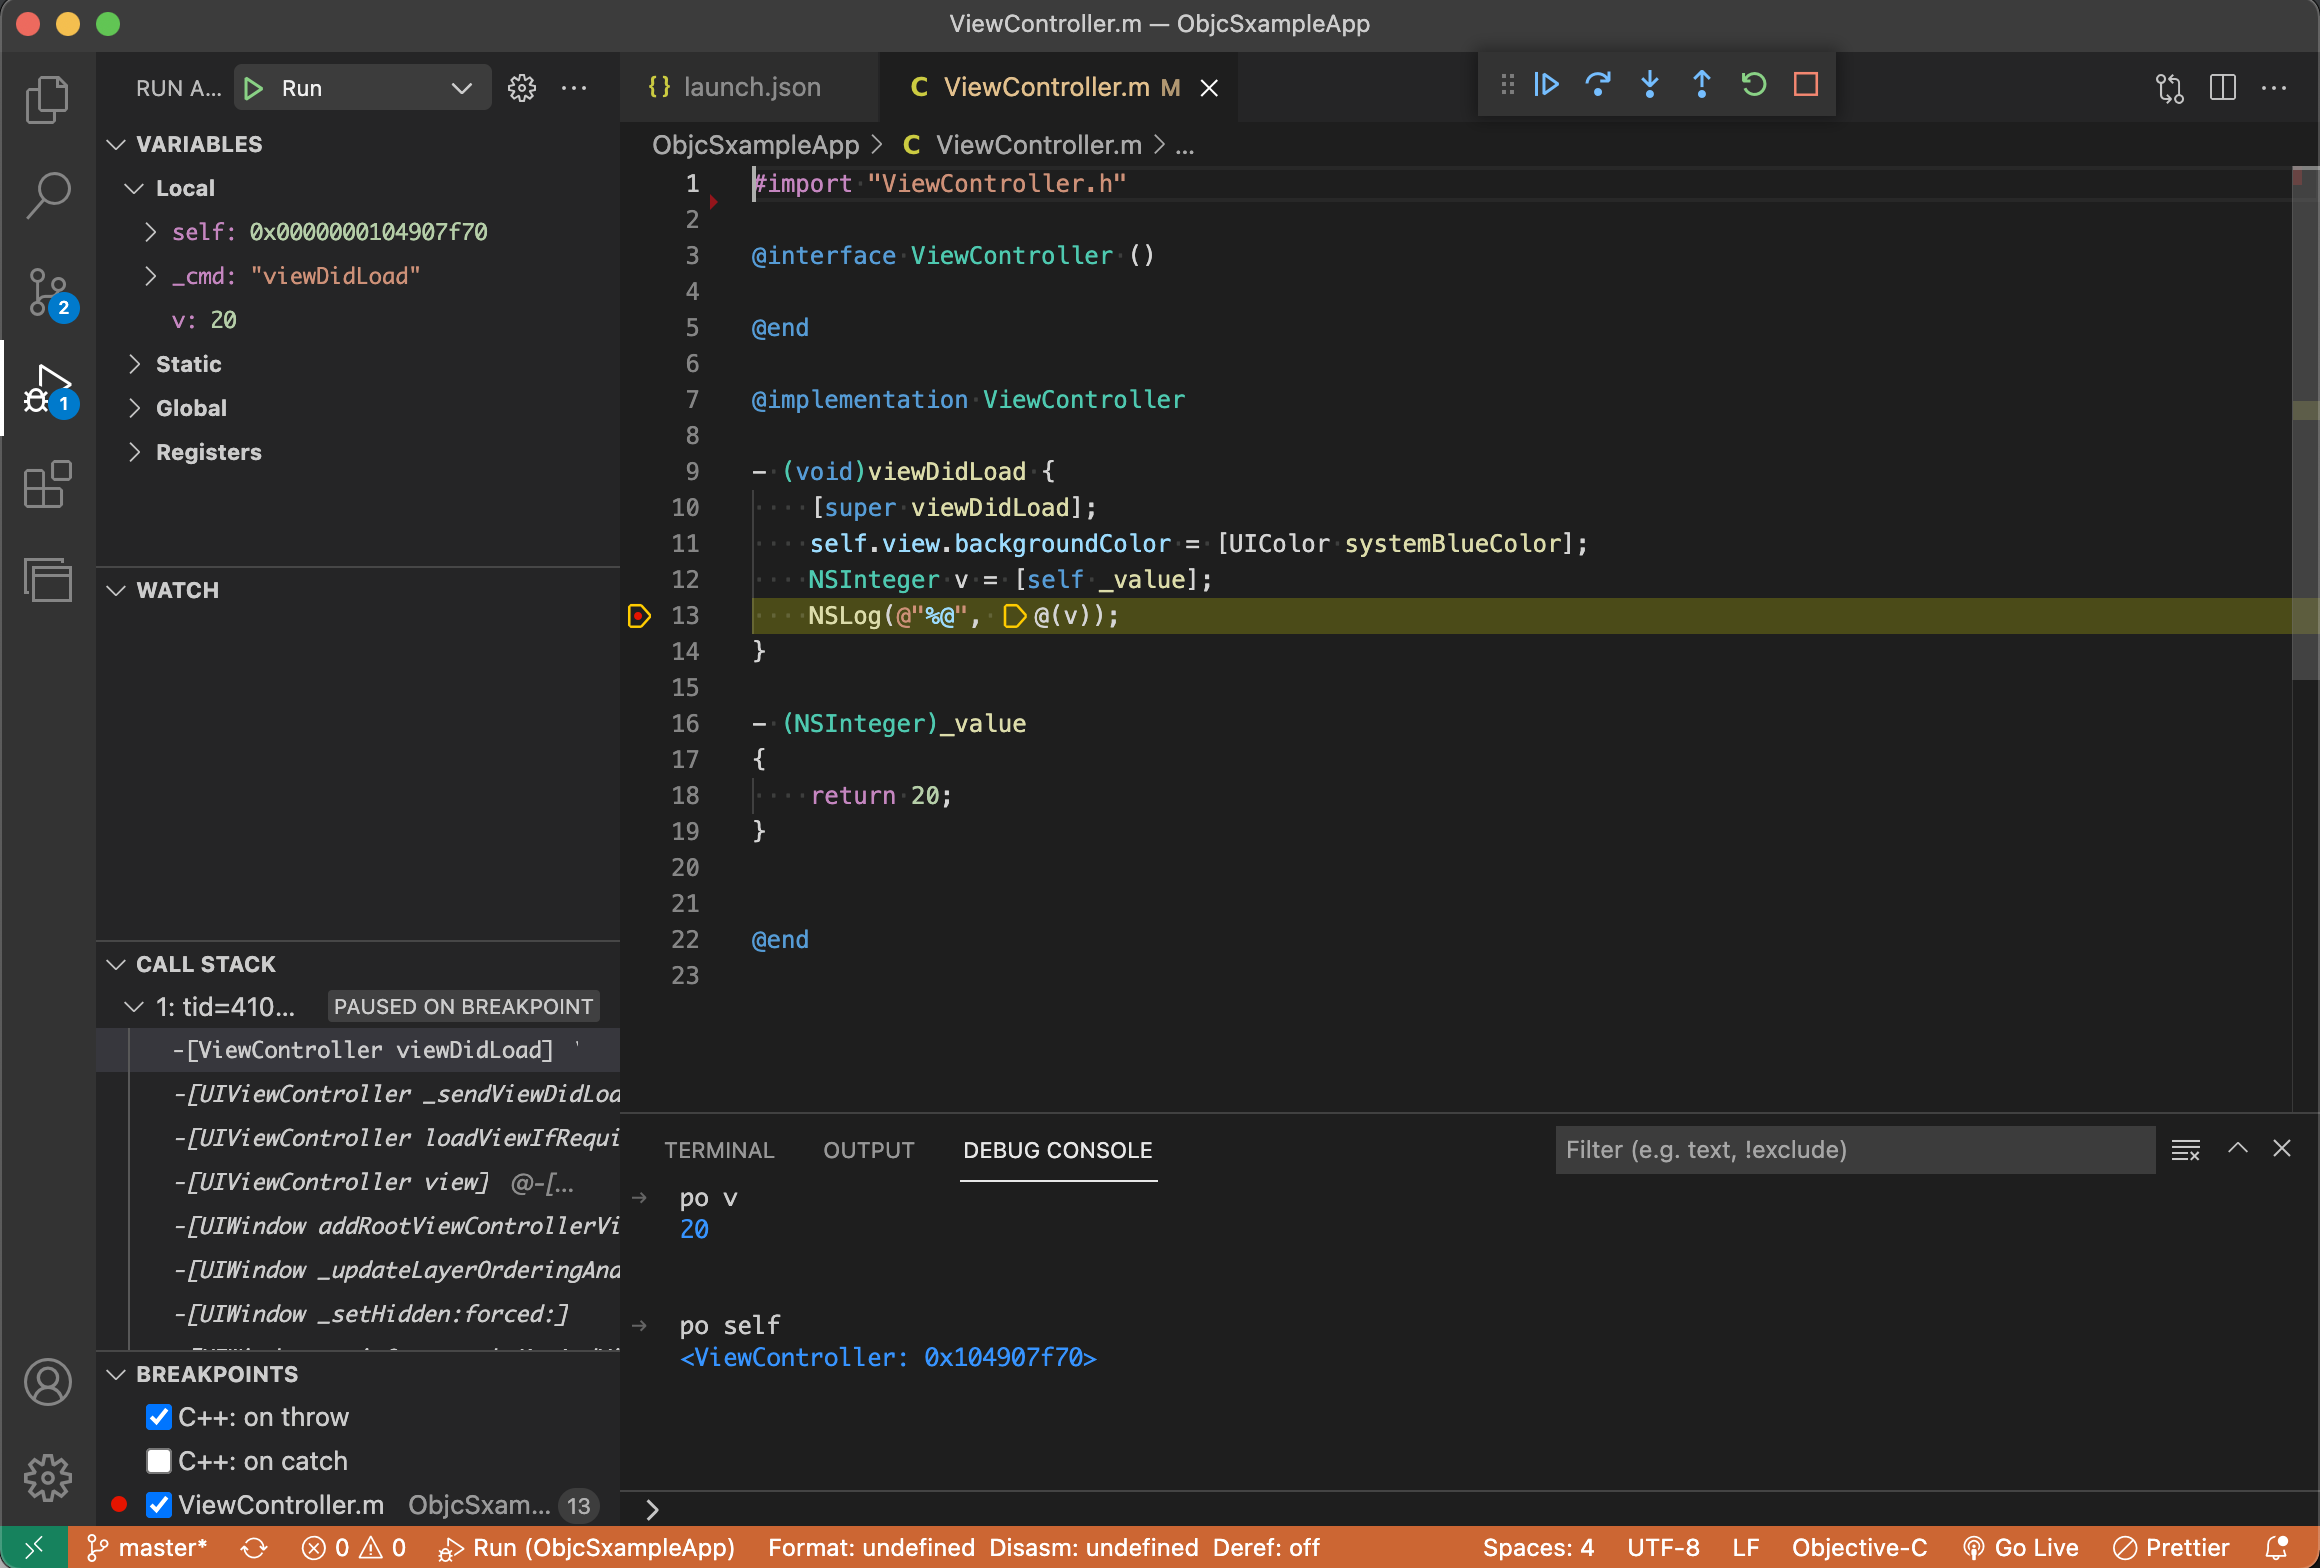 ViewController.m — ObjcSxampleApp
RUN A... Run
VARIABLES
Local
self: 0x0000000104907f70
_cmd: "viewDidLoad"
v: 20
Static
Global
Registers
2
1
WATCH
CALL STACK
1: tid=410... PAUSED ON BREAKPOINT
-[ViewController viewDidLoad]
-[UIViewController _sendViewDidLoa
-[UIViewController loadViewIfRequi
-[UIViewController view] @-[...
-[UIWindow addRootViewControllerVi
-[UIWindow _updateLayerOrderingAnd
-[UIWindow _setHidden:forced:]
BREAKPOINTS
C++: on throw
C++: on catch
ViewController.m ObjcSxam... 13
{} launch.json
C ViewController.m M
ObjcSxampleApp > C ViewController.m > ...
1 #import "ViewController.h"
2
3 @interface ViewController ()
4
5 @end
6
7 @implementation ViewController
8
9 - (void)viewDidLoad {
10 [super viewDidLoad];
11 self.view.backgroundColor = [UIColor systemBlueColor];
12 NSInteger v = [self _value];
13 NSLog(@"%@", @(v));
14 }
15
16 - (NSInteger)_value
17 {
18 return 20;
19 }
20
21
22 @end
23
TERMINAL OUTPUT DEBUG CONSOLE Filter (e.g. text, !exclude)
→ po v
20
→ po self
<ViewController: 0x104907f70>
>
master* 0 0 Run (ObjcSxampleApp) Format: undefined Disasm: undefined Deref: off Spaces: 4 UTF-8 LF Objective-C Go Live Prettier